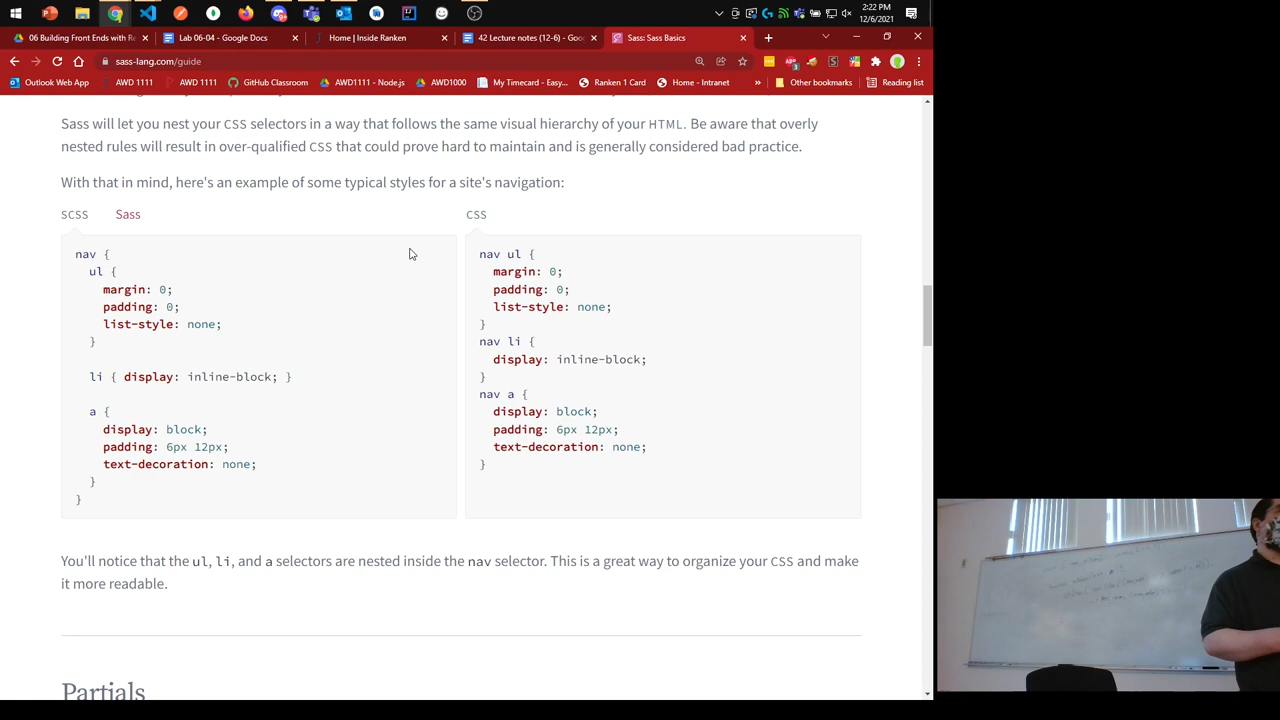 2:22 PM
12/6/2021
06 Building Front Ends with Re
Lab 06-04 - Google Docs
Home | Inside Ranken
42 Lecture notes (12-6) - Goo
Sass: Sass Basics
sass-lang.com/guide
Outlook Web App
AWD 1111
AWD 1111
GitHub Classroom
AWD1111 - Node.js
AWD1000
My Timecard - Empl...
Ranken 1 Card
Home - Intranet
»
Other bookmarks
Reading list
Sass will let you nest your CSS selectors in a way that follows the same visual hierarchy of your HTML. Be aware that overly
nested rules will result in over-qualified CSS that could prove hard to maintain and is generally considered bad practice.
With that in mind, here's an example of some typical styles for a site's navigation:
SCSS Sass
nav {
ul {
margin: 0;
padding: 0;
list-style: none;
}
li { display: inline-block; }
a {
display: block;
padding: 6px 12px;
text-decoration: none;
}
}
CSS
nav ul {
margin: 0;
padding: 0;
list-style: none;
}
nav li {
display: inline-block;
}
nav a {
display: block;
padding: 6px 12px;
text-decoration: none;
}
You'll notice that the ul, li, and a selectors are nested inside the nav selector. This is a great way to organize your CSS and make
it more readable.
Partials